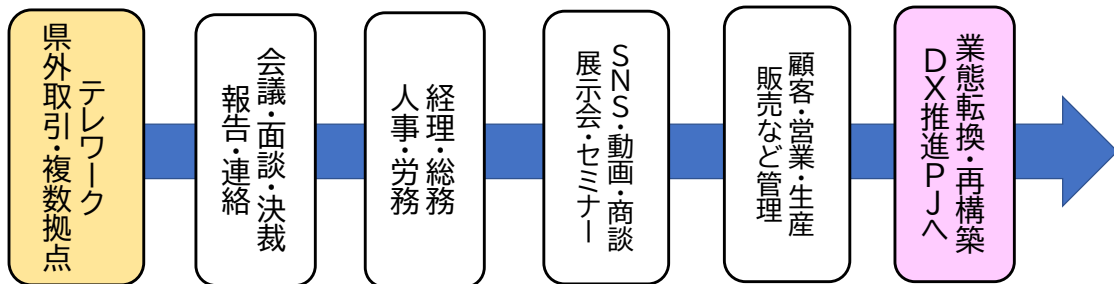 テレワーク
県外取引・複数拠点
会議・面談・決裁
報告・連絡
経理・総務
人事・労務
SNS・動画・商談
展示会・セミナー
顧客・営業・生産
販売など管理
業態転換・再構築
DX推進PJへ